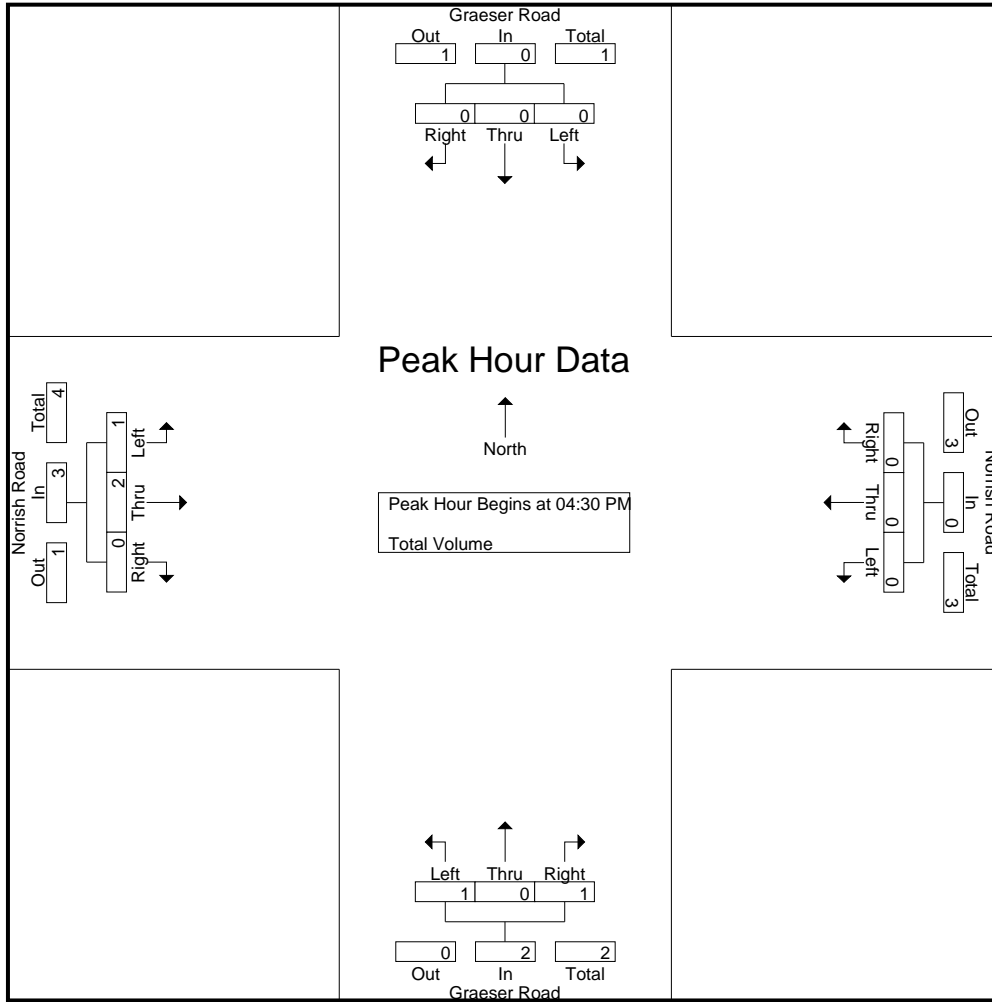 Graeser Road
Out In Total
1 0 1
0 0 0
Right Thru Left
Peak Hour Data
North
Peak Hour Begins at 04:30 PM
Total Volume
Norrish Road
Out In Total
1 3 4
Right Thru Left
0 2 1
Norrish Road
Out In Total
3 0 3
Right Thru Left
0 0 0
Left Thru Right
1 0 1
0 2 2
Out In Total
Graeser Road